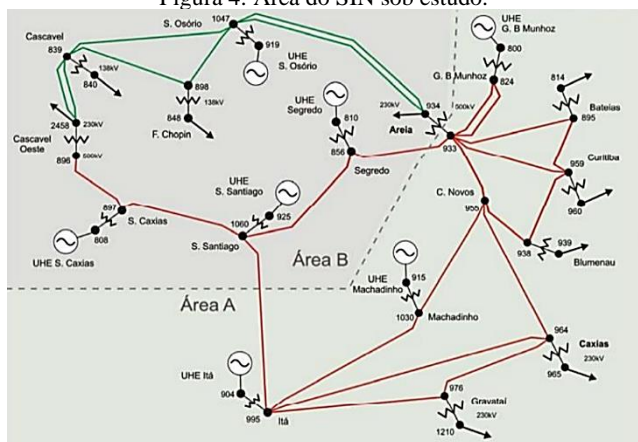 Figura 4: Área do SIN sob estudo.
S. Osório
1047
Cascavel
839
138kV
840
919
UHE
S. Osório
898
138kV
848
F. Chopin
2458
230kV
Cascavel
Oeste
896
500kV
UHE
Segredo
810
856
Segredo
230kV
934
500kV
Areia
933
UHE
G. B Munhoz
800
G. B Munhoz
824
814
Bateias
895
Curitiba
959
960
C. Novos
955
938
939
Blumenau
897
S. Caxias
808
UHE S. Caxias
UHE
S. Santiago
925
1060
S. Santiago
Área B
Área A
UHE
Machadinho
915
1030
Machadinho
964
Caxias
230kV
965
UHE Itá
904
995
Itá
976
Gravataí
230kV
1210